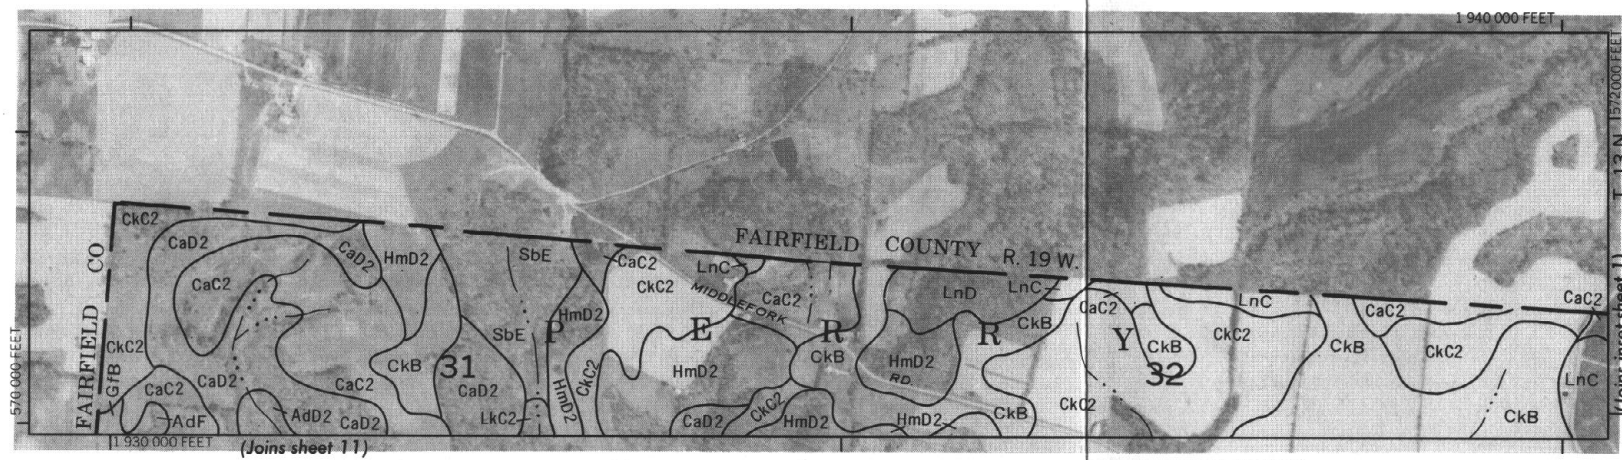 1 940 000 FEET
T. 13 N.
FAIRFIELD CO
570 000 FEET
FAIRFIELD COUNTY R. 19 W.
PERRY
31
32
MIDDLEFORK
RD.
CkC2
CaD2
CaD2
HmD2
SbE
CaC2
LnC
CaC2
CkC2
LnD
LnC
CaC2
LnC
CaC2
CaC2
CaC2
HmD2
SbE
CkB
CkC2
CkC2
GfB
CaC2
CaD2
CaC2
CkB
CaD2
HmD2
CkC2
HmD2
CkB
HmD2
CkB
CkB
CkC2
LnC
AdF
AdD2
CaD2
LkC2
CaD2
CkC2
HmD2
HmD2
CkB
CkC2
CkB
1 930 000 FEET
(Joins sheet 11)